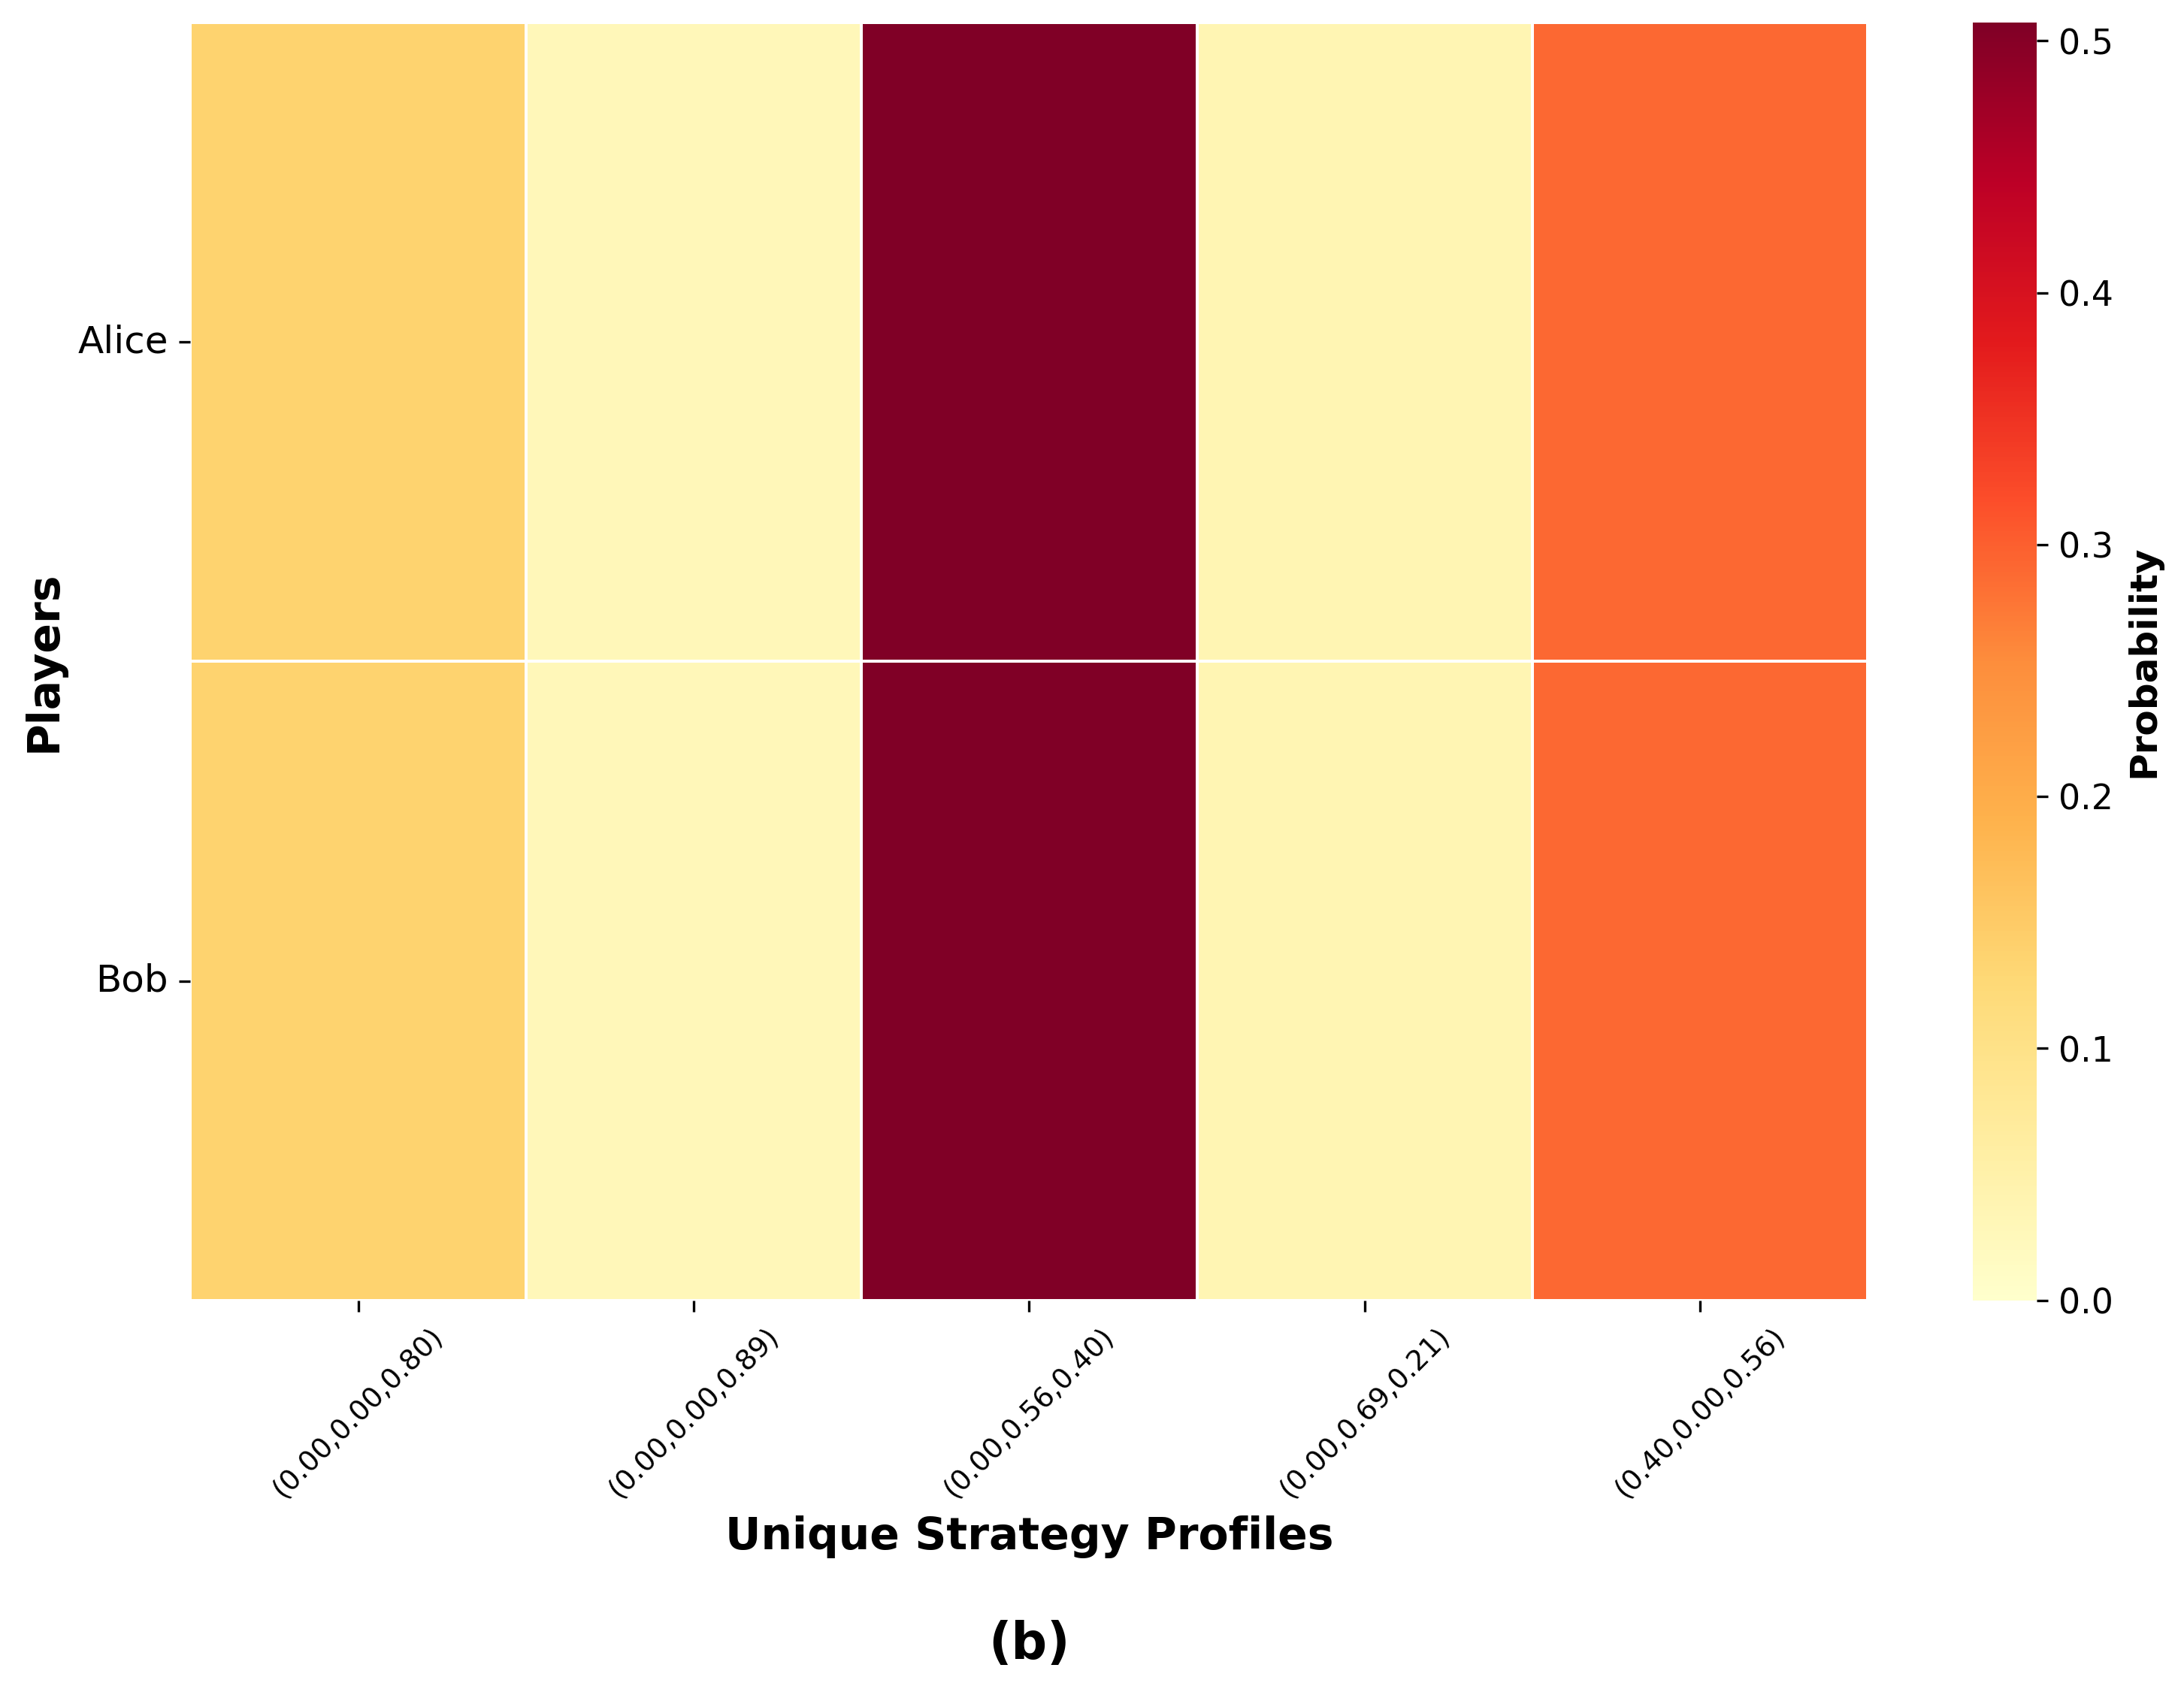 Players
Alice
Bob
(0.00,0.00,0.80)
(0.00,0.00,0.89)
(0.00,0.56,0.40)
(0.00,0.69,0.21)
(0.40,0.00,0.56)
Unique Strategy Profiles
0.5
0.4
0.3
0.2
0.1
0.0
Probability
(b)